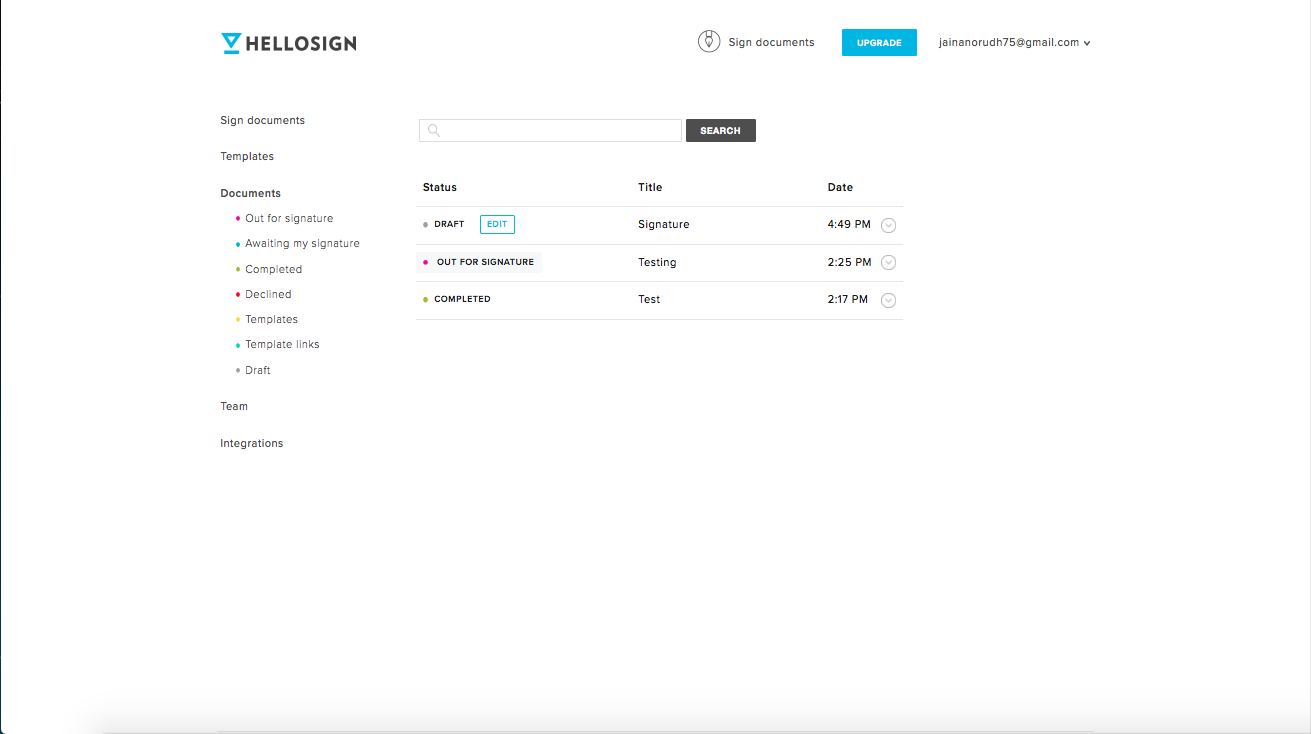 HELLOSIGN
Sign documents
UPGRADE
jainanorudh75@gmail.com
Sign documents
Templates
Documents
Out for signature
Awaiting my signature
Completed
Declined
Templates
Template links
Draft
Team
Integrations
SEARCH
Status Title Date
DRAFT EDIT Signature 4:49 PM
OUT FOR SIGNATURE Testing 2:25 PM
COMPLETED Test 2:17 PM